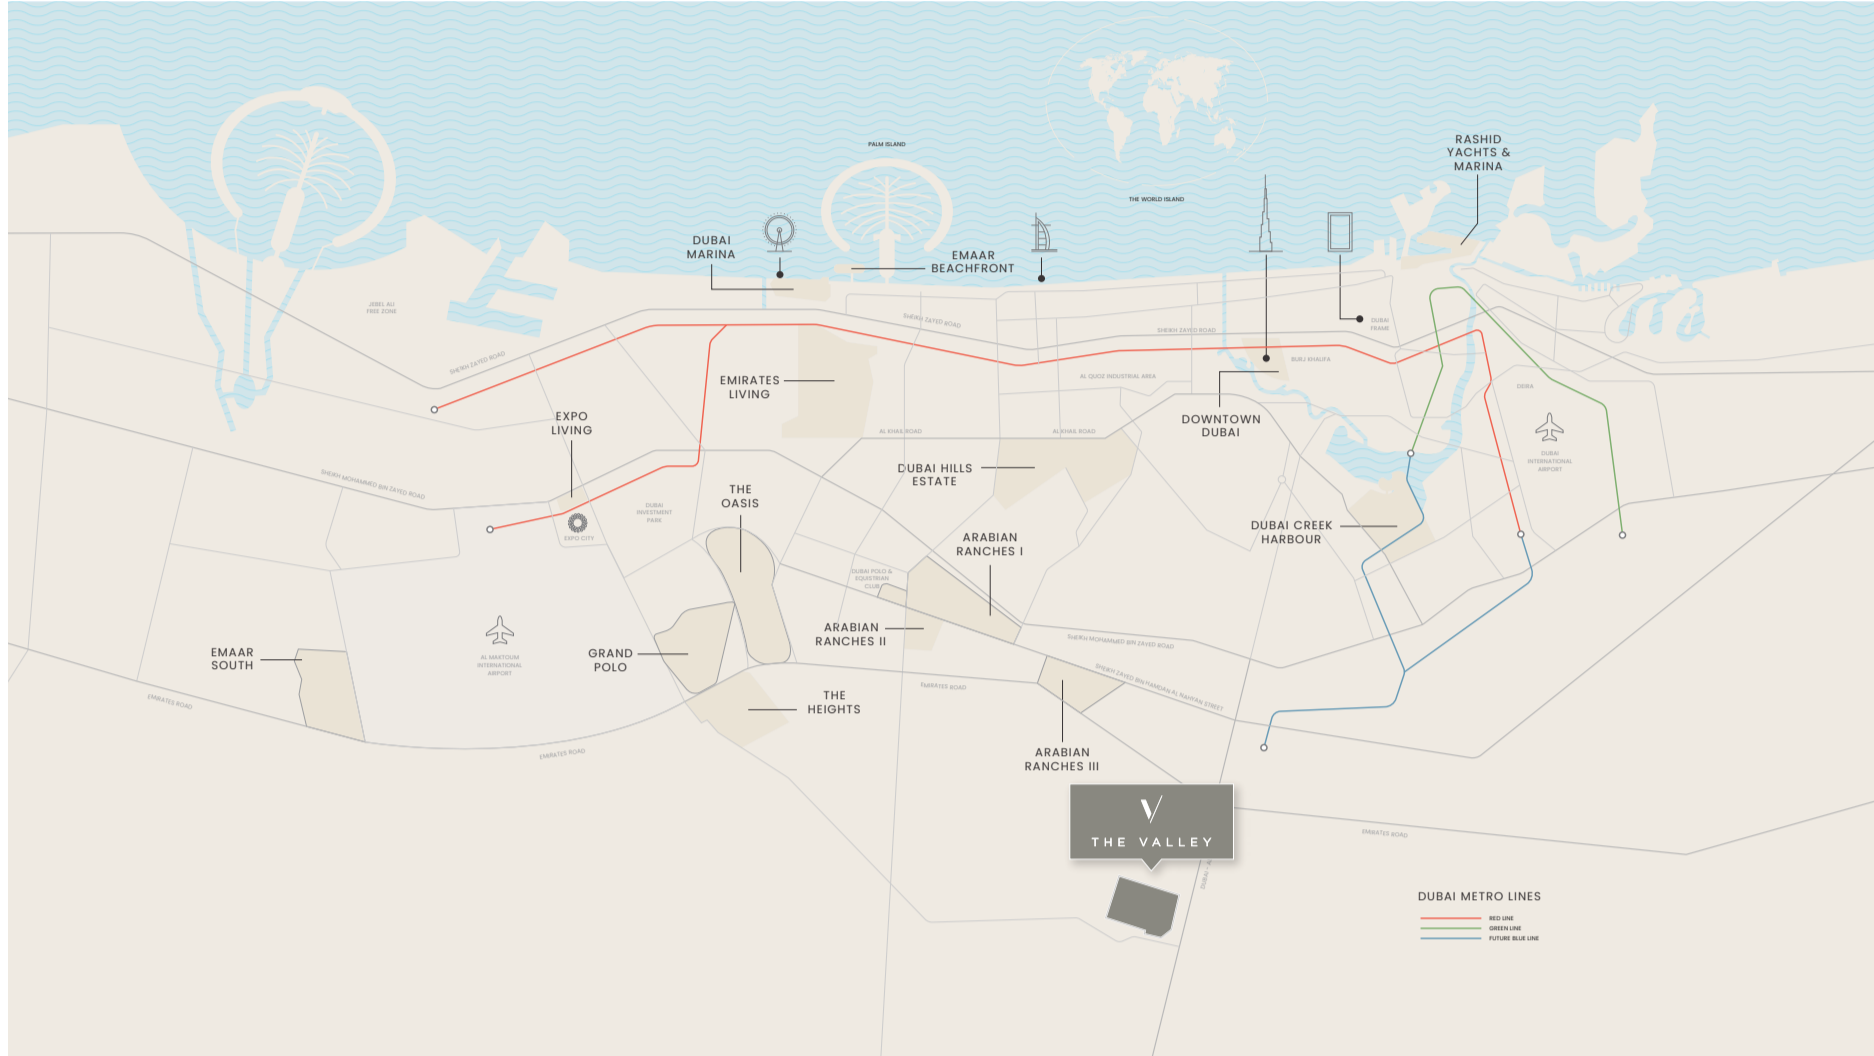 PALM ISLAND
THE WORLD ISLAND
RASHID
YACHTS &
MARINA
DUBAI
MARINA
EMAAR
BEACHFRONT
JEBEL ALI
FREE ZONE
SHEIKH ZAYED ROAD
SHEIKH ZAYED ROAD
SHEIKH ZAYED ROAD
DUBAI
FRAME
BURJ KHALIFA
EMIRATES
LIVING
AL QUOZ INDUSTRIAL AREA
DEIRA
EXPO
LIVING
AL KHAIL ROAD
AL KHAIL ROAD
DOWNTOWN
DUBAI
DUBAI
INTERNATIONAL
AIRPORT
DUBAI HILLS
ESTATE
SHEIKH MOHAMMED BIN ZAYED ROAD
THE
OASIS
DUBAI
INVESTMENT
PARK
EXPO CITY
DUBAI CREEK
HARBOUR
ARABIAN
RANCHES I
DUBAI POLO &
EQUESTRIAN
CLUB
ARABIAN
RANCHES II
SHEIKH MOHAMMED BIN ZAYED ROAD
EMAAR
SOUTH
AL MAKTOUM
INTERNATIONAL
AIRPORT
GRAND
POLO
SHEIKH ZAYED BIN HAMDAN AL NAHYAN STREET
EMIRATES ROAD
EMIRATES ROAD
THE
HEIGHTS
EMIRATES ROAD
ARABIAN
RANCHES III
THE VALLEY
EMIRATES ROAD
DUBAI - A
DUBAI METRO LINES
RED LINE
GREEN LINE
FUTURE BLUE LINE